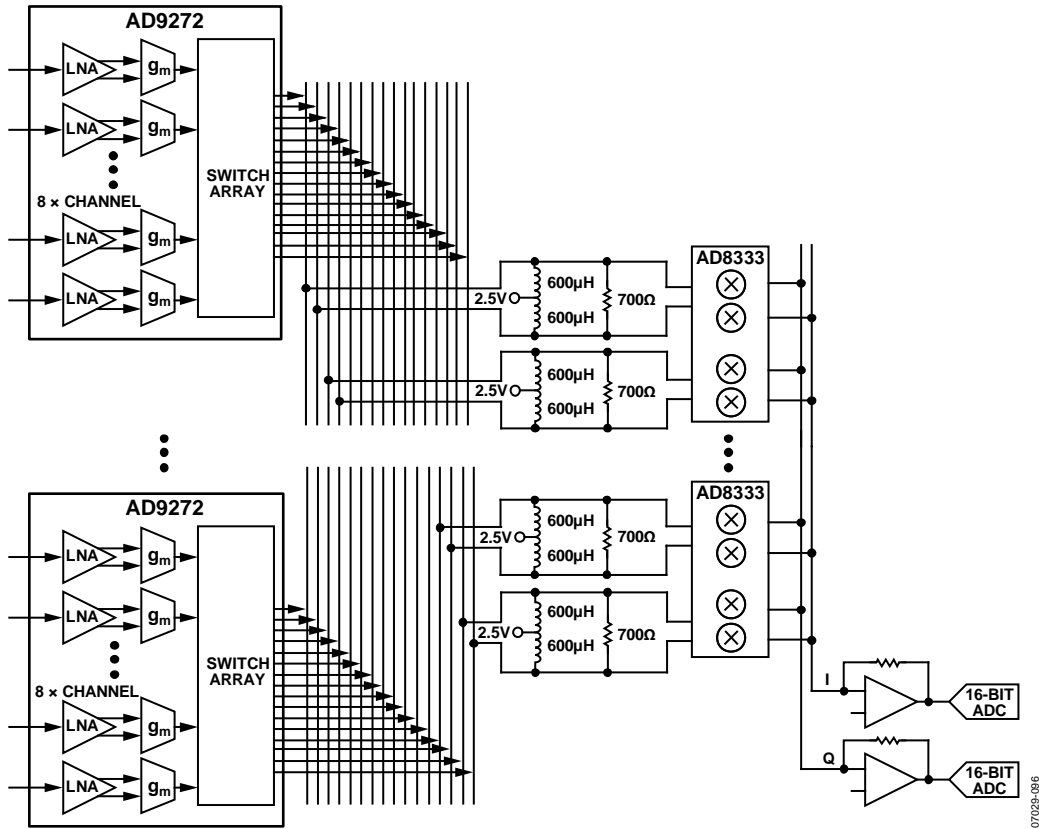 AD9272
LNA
gm
LNA
gm
8 × CHANNEL
LNA
gm
LNA
gm
SWITCH
ARRAY
2.5V
600µH
600µH
700Ω
2.5V
600µH
600µH
700Ω
AD8333
AD9272
LNA
gm
LNA
gm
8 × CHANNEL
LNA
gm
LNA
gm
SWITCH
ARRAY
2.5V
600µH
600µH
700Ω
2.5V
600µH
600µH
700Ω
AD8333
I
16-BIT
ADC
Q
16-BIT
ADC
07029-096